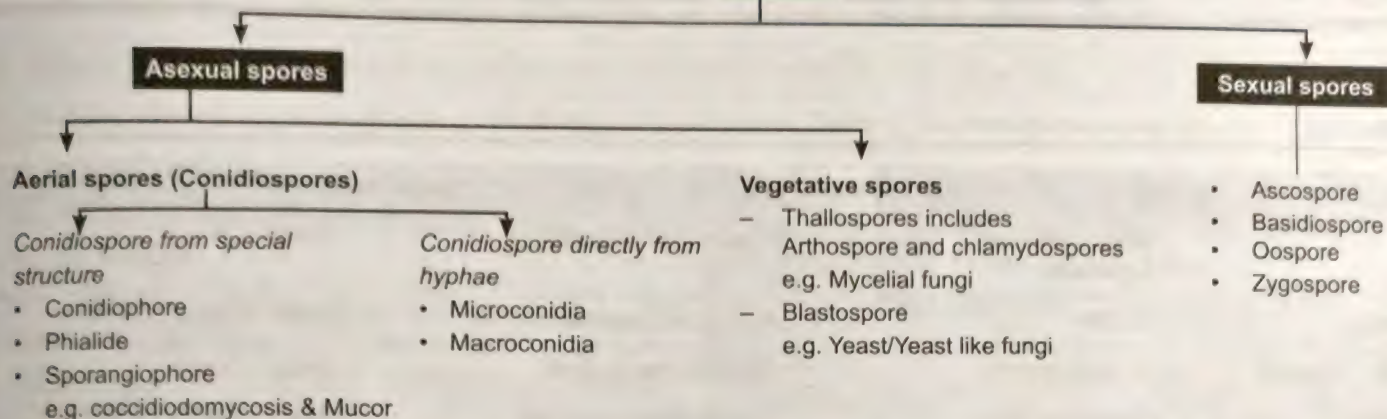 Asexual spores
Sexual spores
Aerial spores (Conidiospores)
Conidiospore from special
structure
• Conidiophore
• Phialide
• Sporangiophore
e.g. coccidiodomycosis & Mucor
Conidiospore directly from
hyphae
• Microconidia
• Macroconidia
Vegetative spores
– Thallospores includes
Arthospore and chlamydospores
e.g. Mycelial fungi
– Blastospore
e.g. Yeast/Yeast like fungi
• Ascospore
• Basidiospore
• Oospore
• Zygospore